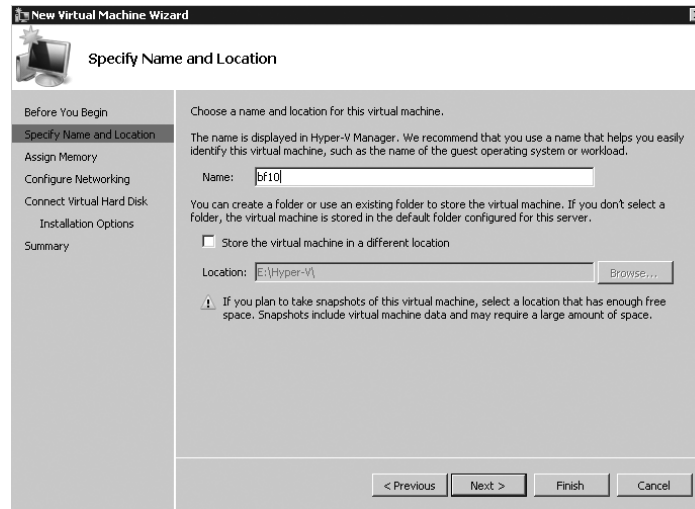 New Virtual Machine Wizard
Specify Name and Location
Before You Begin
Specify Name and Location
Assign Memory
Configure Networking
Connect Virtual Hard Disk
Installation Options
Summary
Choose a name and location for this virtual machine.
The name is displayed in Hyper-V Manager. We recommend that you use a name that helps you easily
identify this virtual machine, such as the name of the guest operating system or workload.
Name: bf10
You can create a folder or use an existing folder to store the virtual machine. If you don't select a
folder, the virtual machine is stored in the default folder configured for this server.
Store the virtual machine in a different location
Location: E:\Hyper-V\ Browse...
If you plan to take snapshots of this virtual machine, select a location that has enough free
space. Snapshots include virtual machine data and may require a large amount of space.
< Previous Next > Finish Cancel